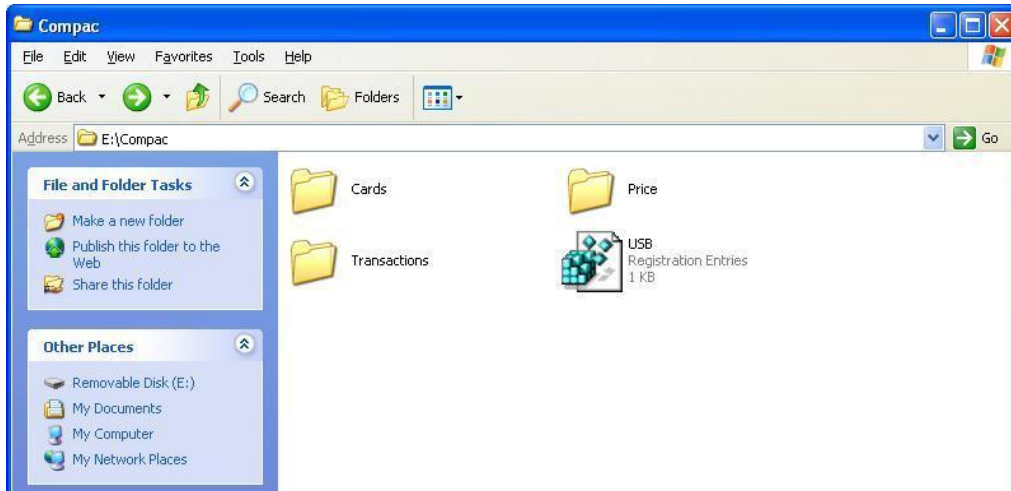 Compac
File Edit View Favorites Tools Help
Back Search Folders
Address E:\Compac Go
File and Folder Tasks
Make a new folder
Publish this folder to the
Web
Share this folder
Other Places
Removable Disk (E:)
My Documents
My Computer
My Network Places
Cards
Price
Transactions
USB
Registration Entries
1 KB